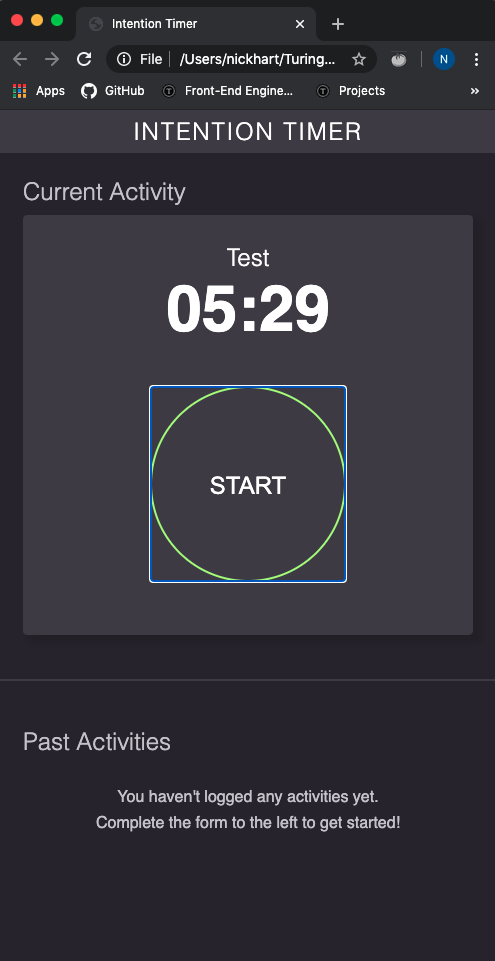 Intention Timer
File
/Users/nickhart/Turing...
N
Apps
GitHub
T
Front-End Engine...
T
Projects
»
INTENTION TIMER
Current Activity
Test
05:29
START
Past Activities
You haven't logged any activities yet.
Complete the form to the left to get started!